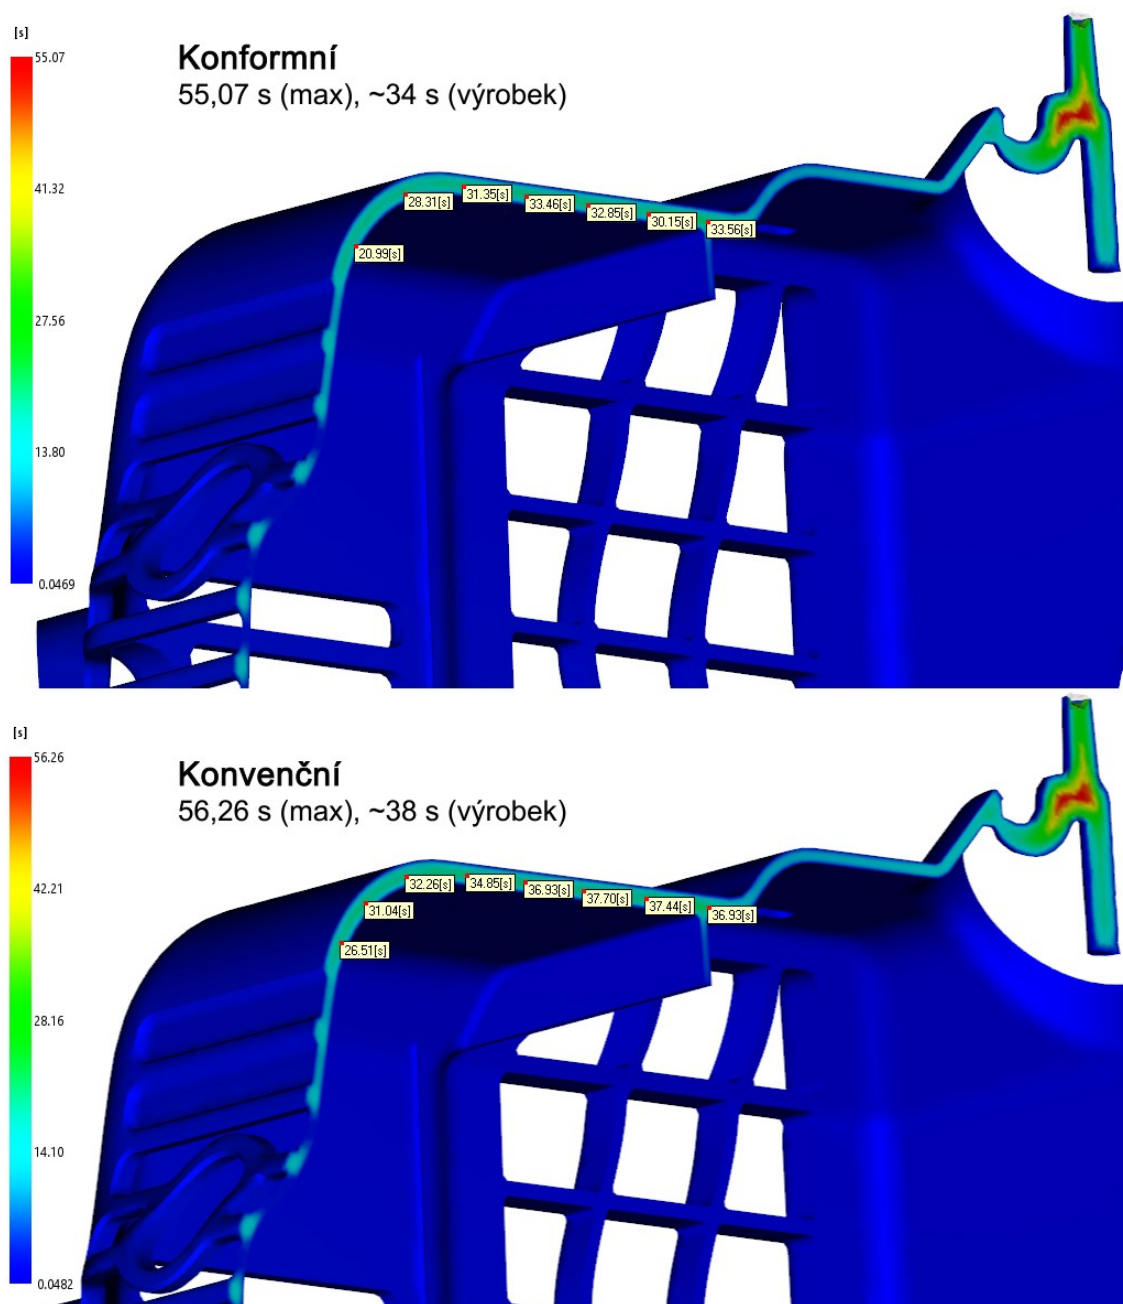 [s]
55.07
Konformní
55,07 s (max), ~34 s (výrobek)
41.32
28.31[s]
31.35[s]
33.46[s]
32.85[s]
30.15[s]
33.56[s]
20.99[s]
27.56
13.80
0.0469
[s]
56.26
Konvenční
56,26 s (max), ~38 s (výrobek)
42.21
32.26[s]
34.85[s]
36.93[s]
37.70[s]
37.44[s]
36.93[s]
31.04[s]
26.51[s]
28.16
14.10
0.0482